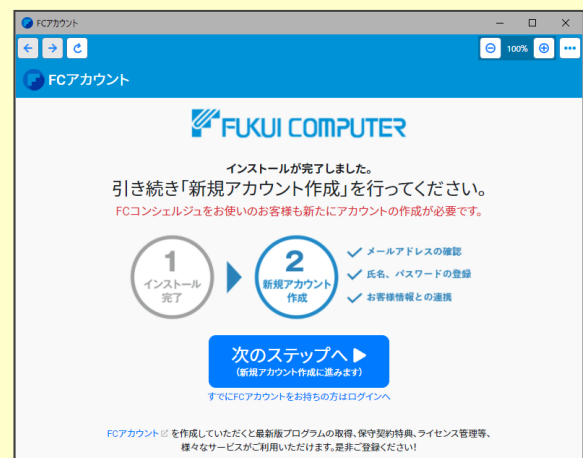 FCアカウント
100%
FCアカウント
FUKUI COMPUTER
インストールが完了しました。
引き続き「新規アカウント作成」を行ってください。
FCコンシェルジュをお使いのお客様も新たにアカウントの作成が必要です。
1
インストール
完了
2
新規アカウント
作成
メールアドレスの確認
氏名、パスワードの登録
お客様情報との連携
次のステップへ
(新規アカウント作成に進みます)
すでにFCアカウントをお持ちの方はログインへ
FCアカウント を作成していただくと最新版プログラムの取得、保守契約特典、ライセンス管理等、
様々なサービスがご利用いただけます。是非ご登録ください!